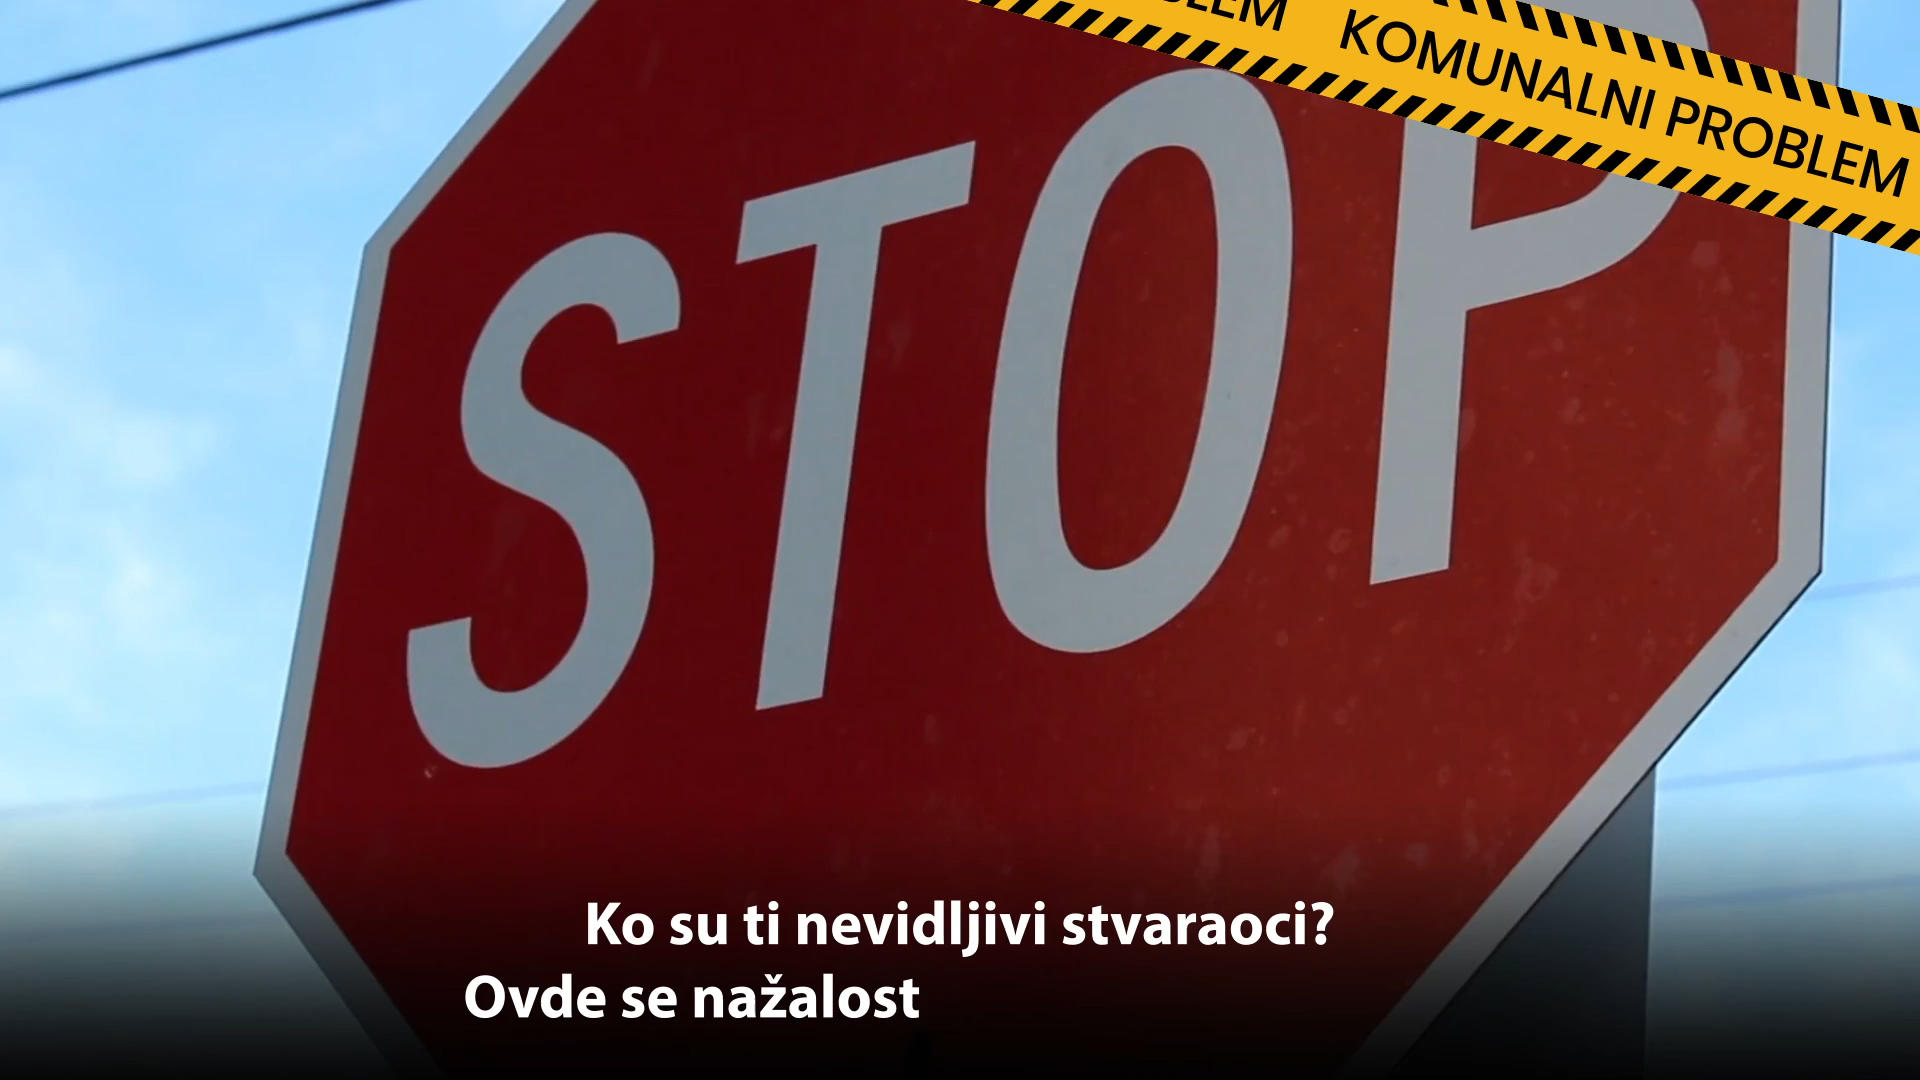 KOMUNALNI PROBLEM
STOP
Ko su ti nevidljivi stvaraoci?
Ovde se nažalost